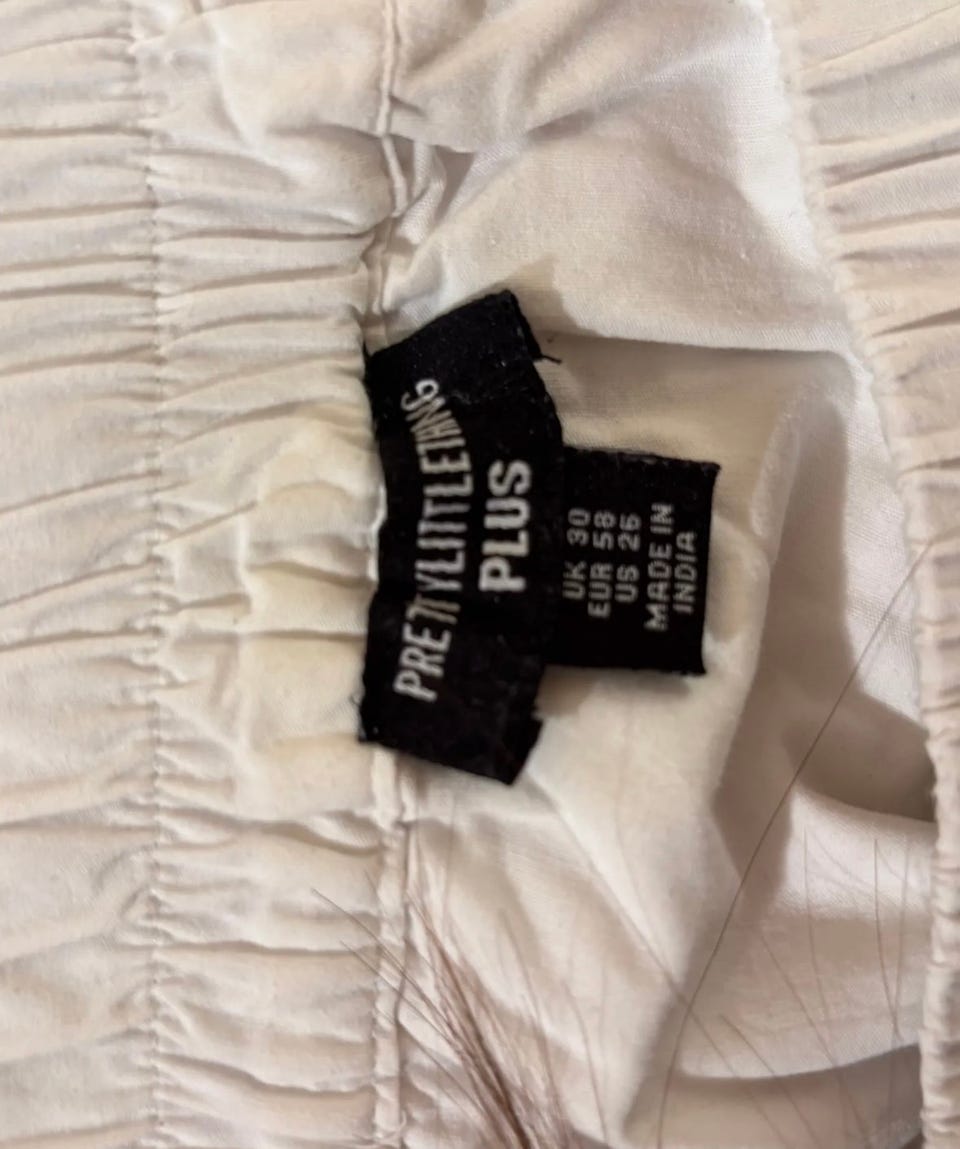 PRETTYLITTLETHING
PLUS
UK 30
EUR 58
US 26
MADE IN
INDIA